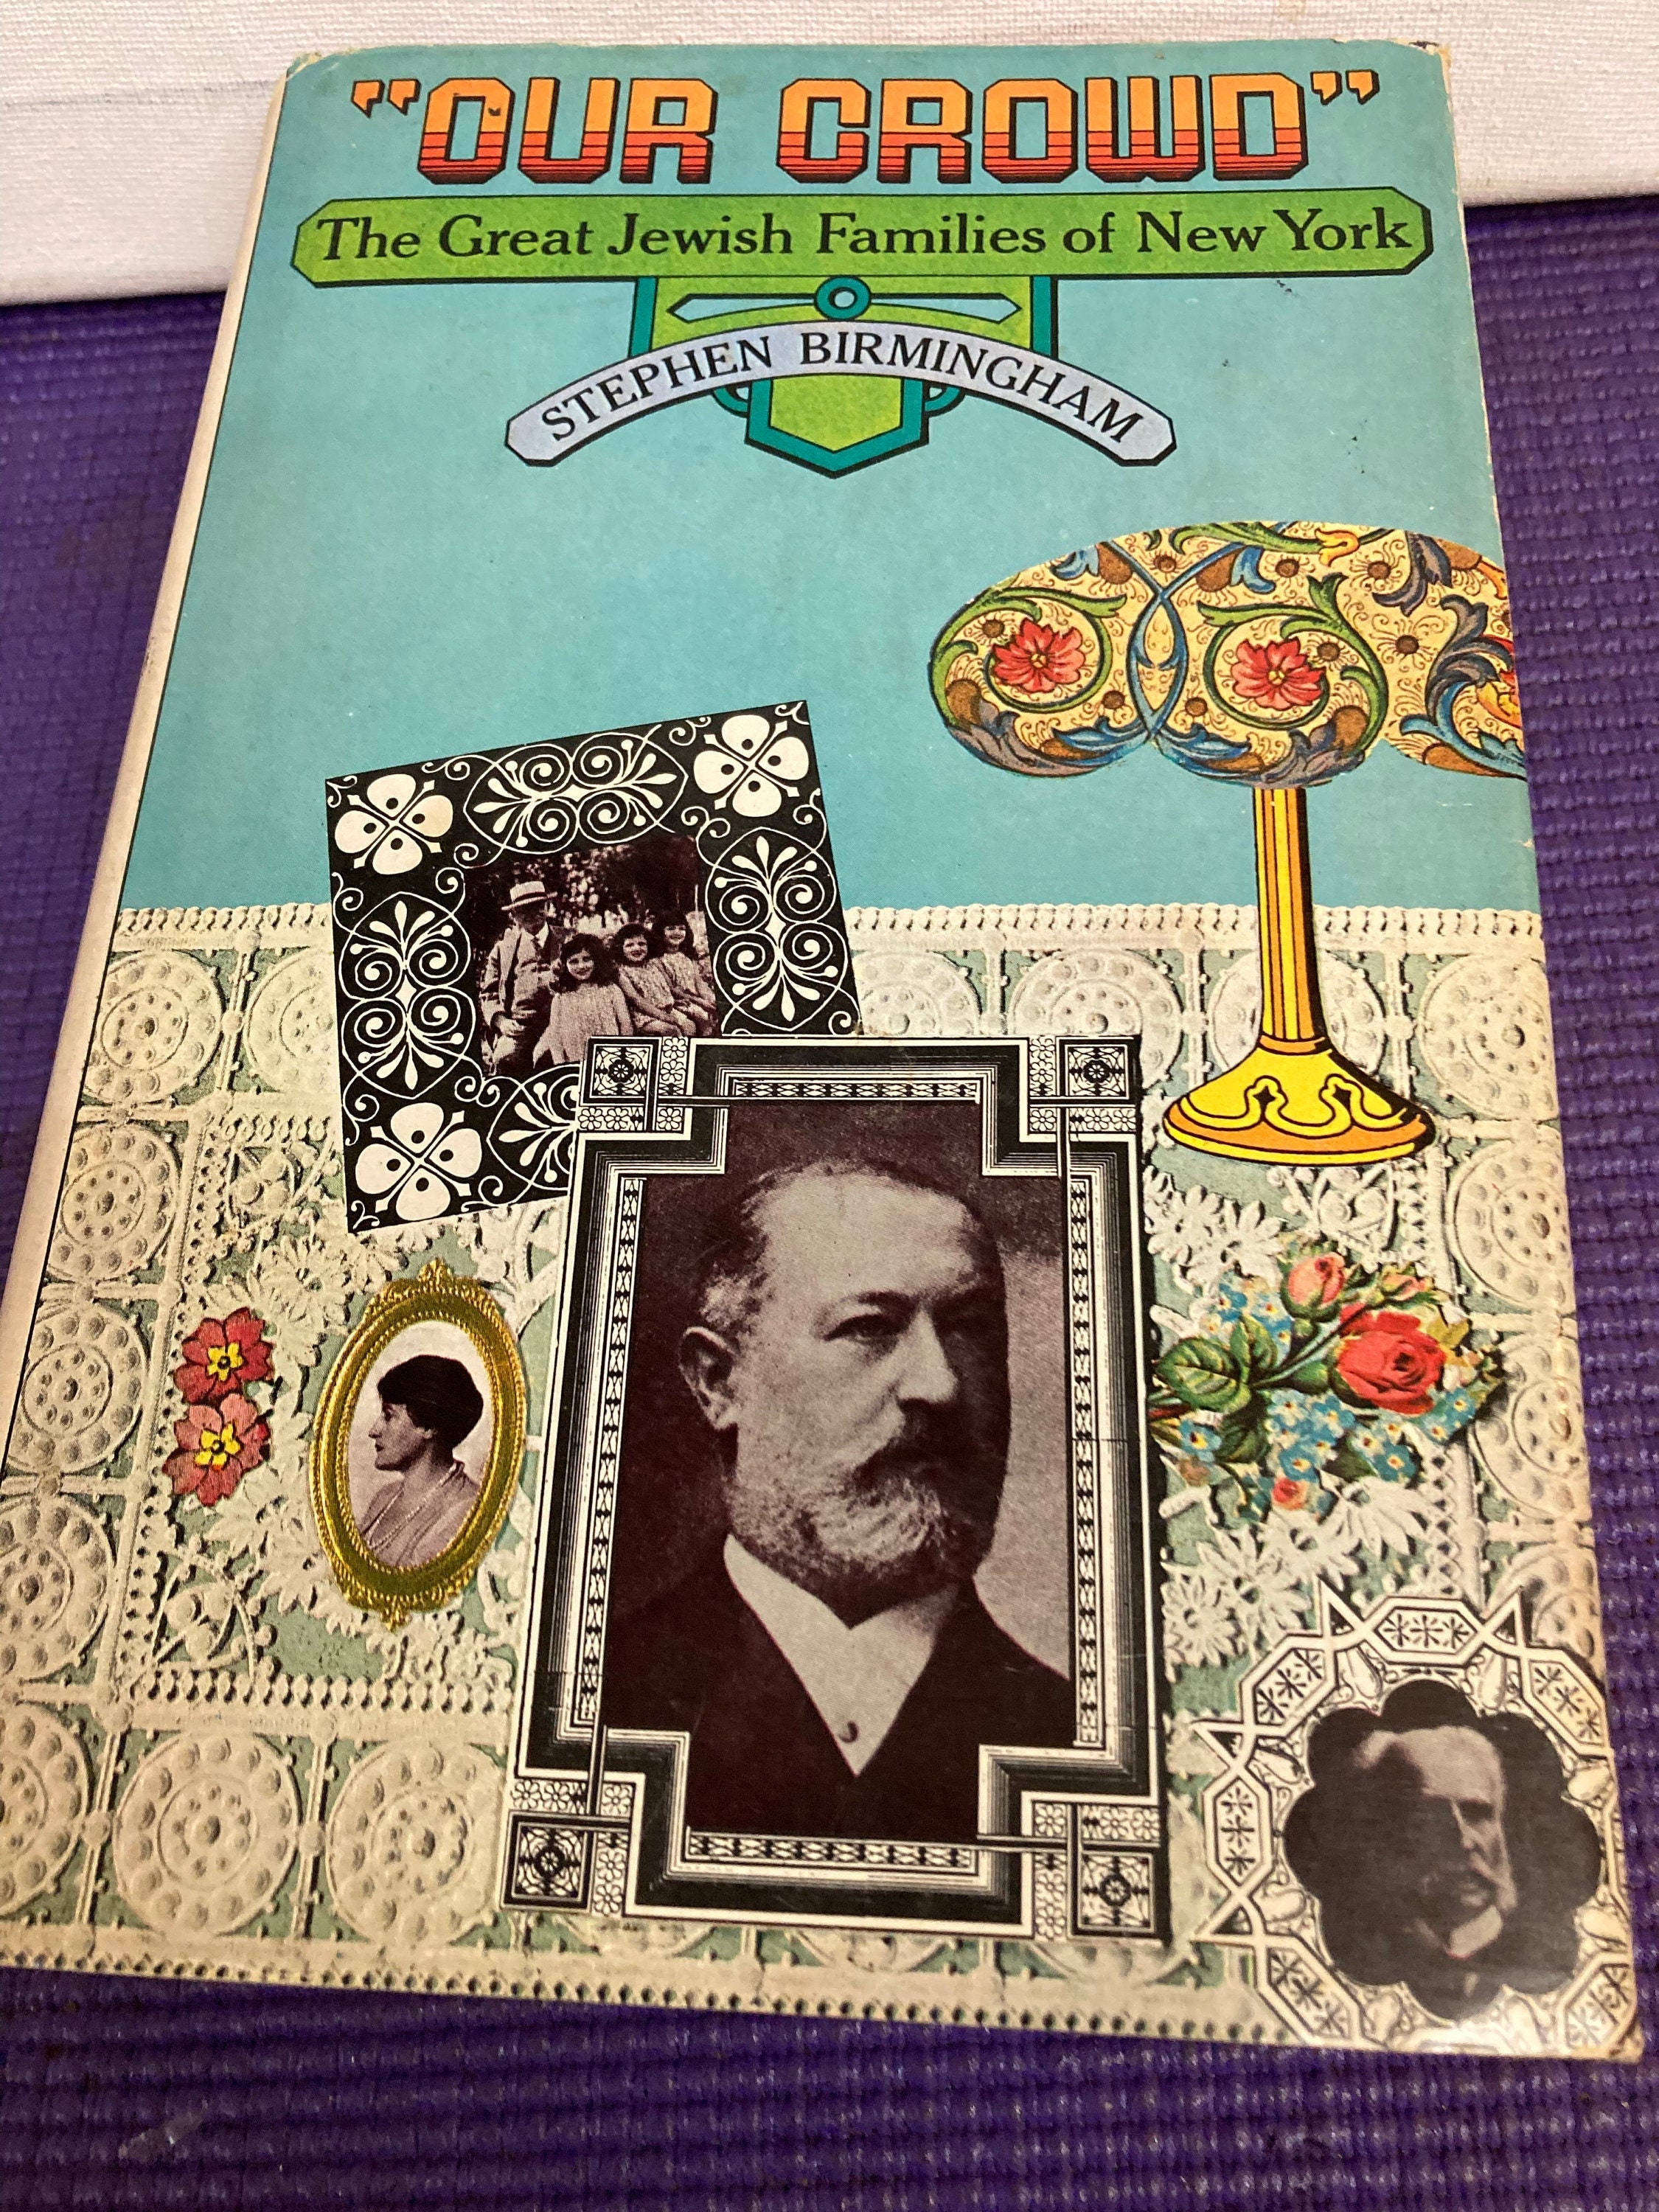 "OUR CROWD"
The Great Jewish Families of New York
STEPHEN BIRMINGHAM